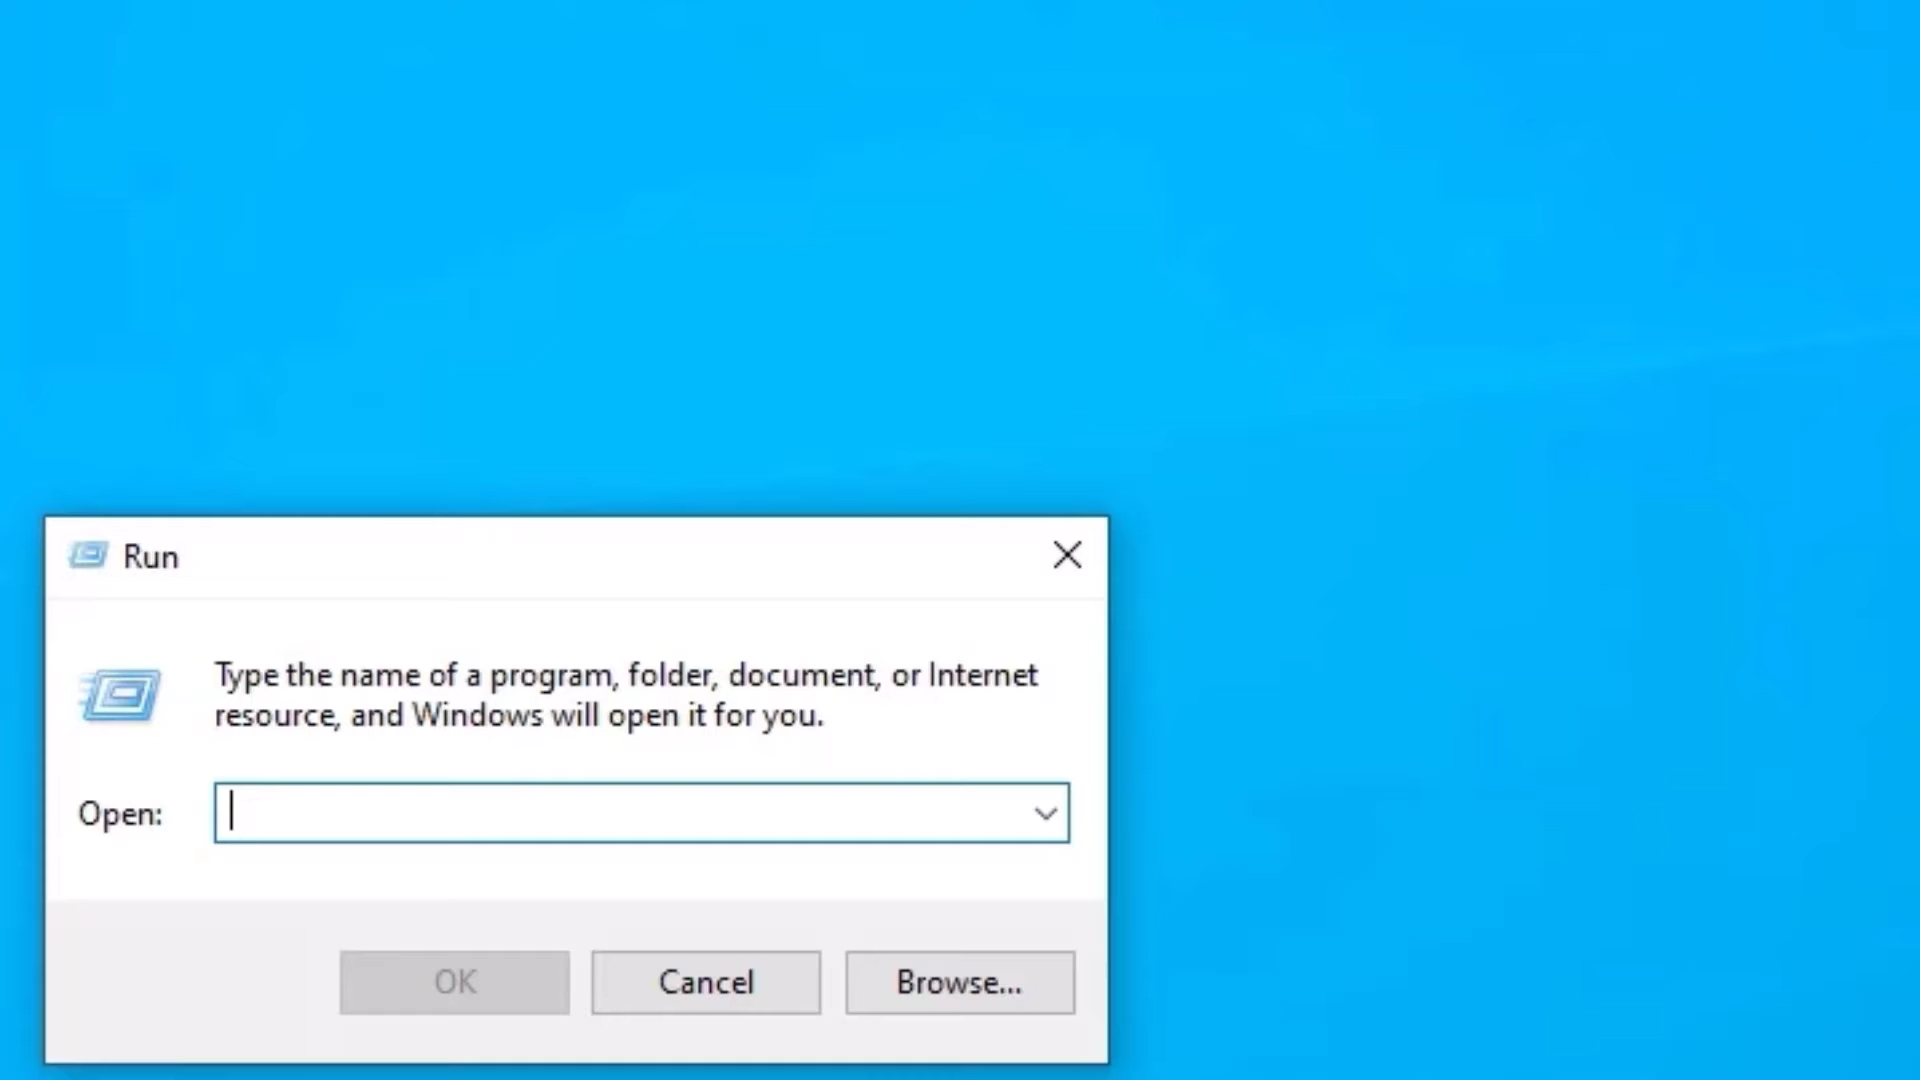 Run
Type the name of a program, folder, document, or Internet
resource, and Windows will open it for you.
Open:
OK Cancel Browse...